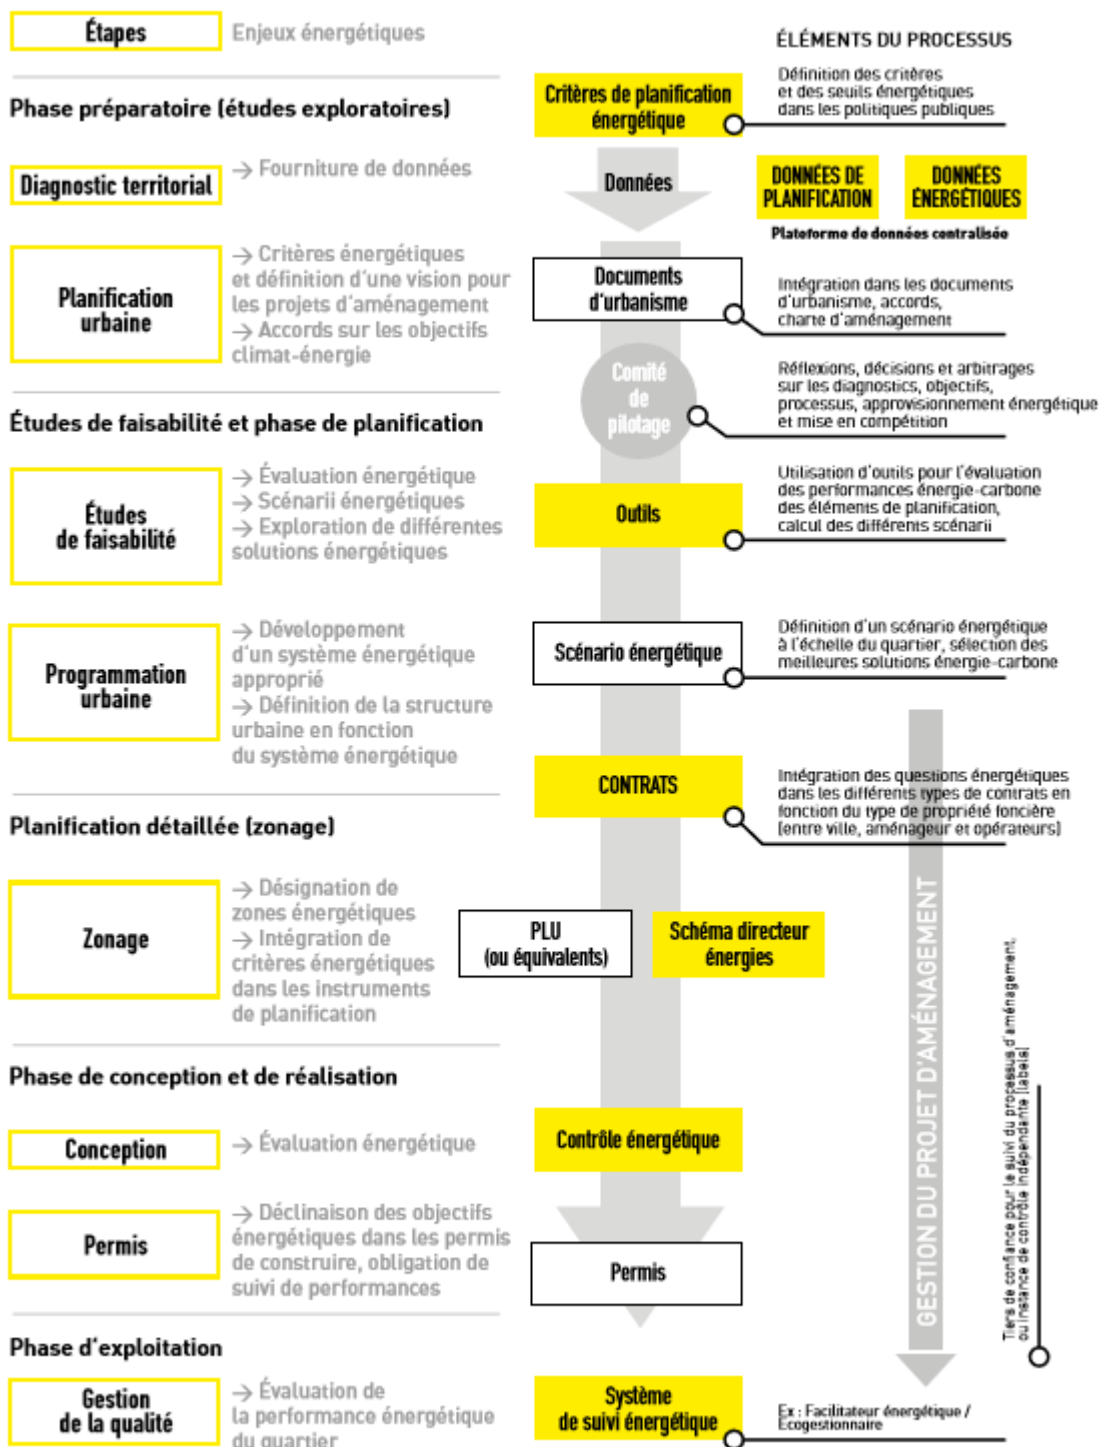 Étapes
Enjeux énergétiques
ÉLÉMENTS DU PROCESSUS
Phase préparatoire (études exploratoires)
Critères de planification
énergétique
Définition des critères
et des seuils énergétiques
dans les politiques publiques
Diagnostic territorial
→ Fourniture de données
Données
DONNÉES DE
PLANIFICATION
DONNÉES
ÉNERGÉTIQUES
Plateforme de données centralisée
Planification
urbaine
→ Critères énergétiques
et définition d'une vision pour
les projets d'aménagement
→ Accords sur les objectifs
climat-énergie
Documents
d'urbanisme
Intégration dans les documents
d'urbanisme, accords,
charte d'aménagement
Comité
de
pilotage
Réflexions, décisions et arbitrages
sur les diagnostics, objectifs,
processus, approvisionnement énergétique
et mise en compétition
Études de faisabilité et phase de planification
Études
de faisabilité
→ Évaluation énergétique
→ Scénarii énergétiques
→ Exploration de différentes
solutions énergétiques
Outils
Utilisation d'outils pour l'évaluation
des performances énergie-carbone
des éléments de planification,
calcul des différents scénarii
Programmation
urbaine
→ Développement
d'un système énergétique
approprié
→ Définition de la structure
urbaine en fonction
du système énergétique
Scénario énergétique
Définition d'un scénario énergétique
à l'échelle du quartier, sélection des
meilleures solutions énergie-carbone
CONTRATS
Intégration des questions énergétiques
dans les différents types de contrats en
fonction du type de propriété foncière
(entre ville, aménageur et opérateurs)
Planification détaillée (zonage)
Zonage
→ Désignation de
zones énergétiques
→ Intégration de
critères énergétiques
dans les instruments
de planification
PLU
(ou équivalents)
Schéma directeur
énergies
GESTION DU PROJET D'AMÉNAGEMENT
Tiers de confiance pour le suivi du processus d'aménagement,
ou instance de contrôle indépendante (labels)
Phase de conception et de réalisation
Conception
→ Évaluation énergétique
Contrôle énergétique
Permis
→ Déclinaison des objectifs
énergétiques dans les permis
de construire, obligation de
suivi de performances
Permis
Phase d'exploitation
Gestion
de la qualité
→ Évaluation de
la performance énergétique
du quartier
Système
de suivi énergétique
Ex : Facilitateur énergétique /
Écogestionnaire